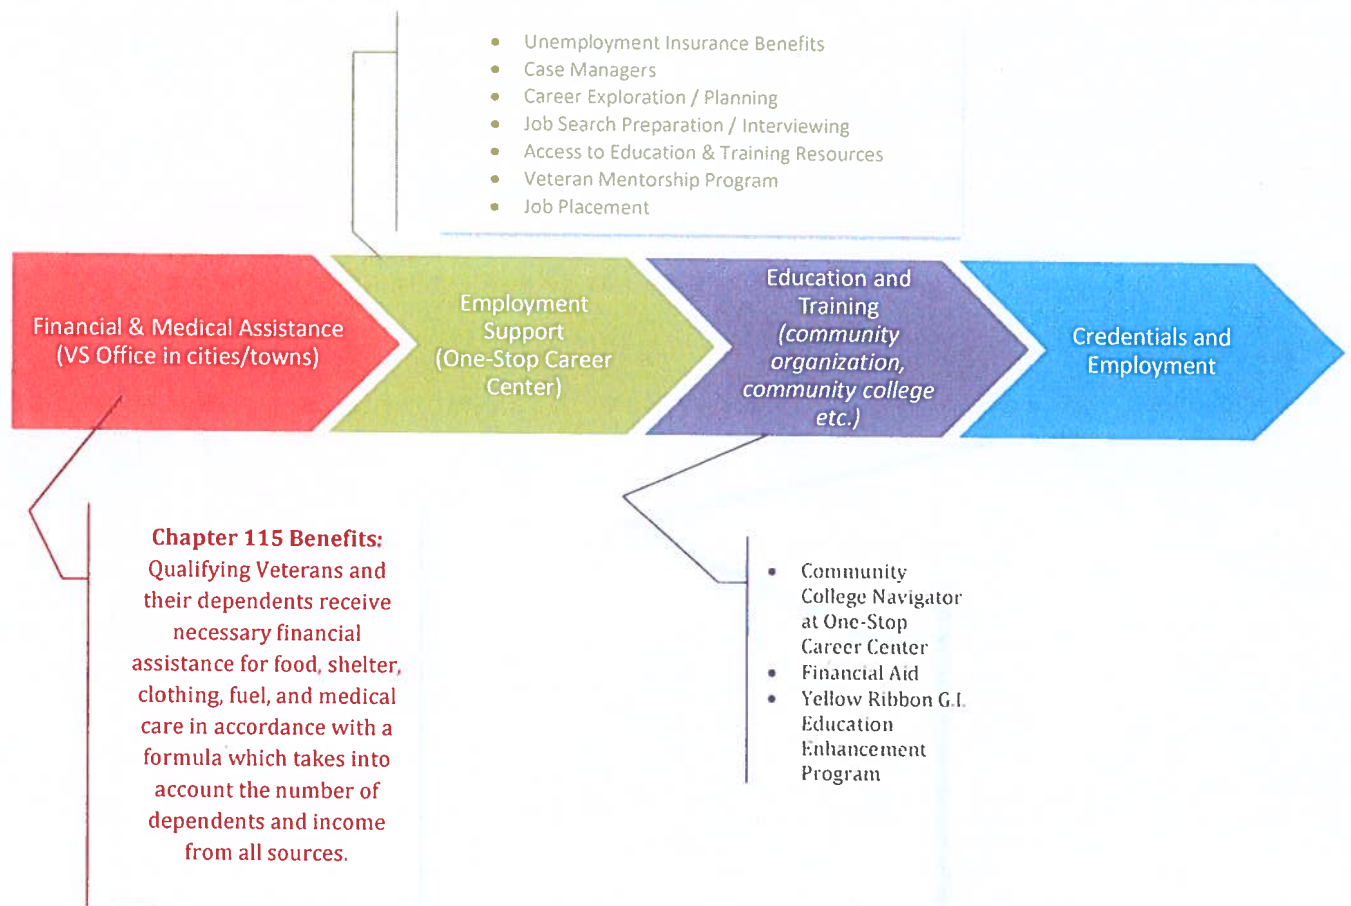 • Unemployment Insurance Benefits
• Case Managers
• Career Exploration / Planning
• Job Search Preparation / Interviewing
• Access to Education & Training Resources
• Veteran Mentorship Program
• Job Placement
Financial & Medical Assistance
(VS Office in cities/towns)
Employment
Support
(One-Stop Career
Center)
Education and
Training
(community
organization,
community college
etc.)
Credentials and
Employment
Chapter 115 Benefits:
Qualifying Veterans and
their dependents receive
necessary financial
assistance for food, shelter,
clothing, fuel, and medical
care in accordance with a
formula which takes into
account the number of
dependents and income
from all sources.
• Community
College Navigator
at One-Stop
Career Center
• Financial Aid
• Yellow Ribbon G.I.
Education
Enhancement
Program